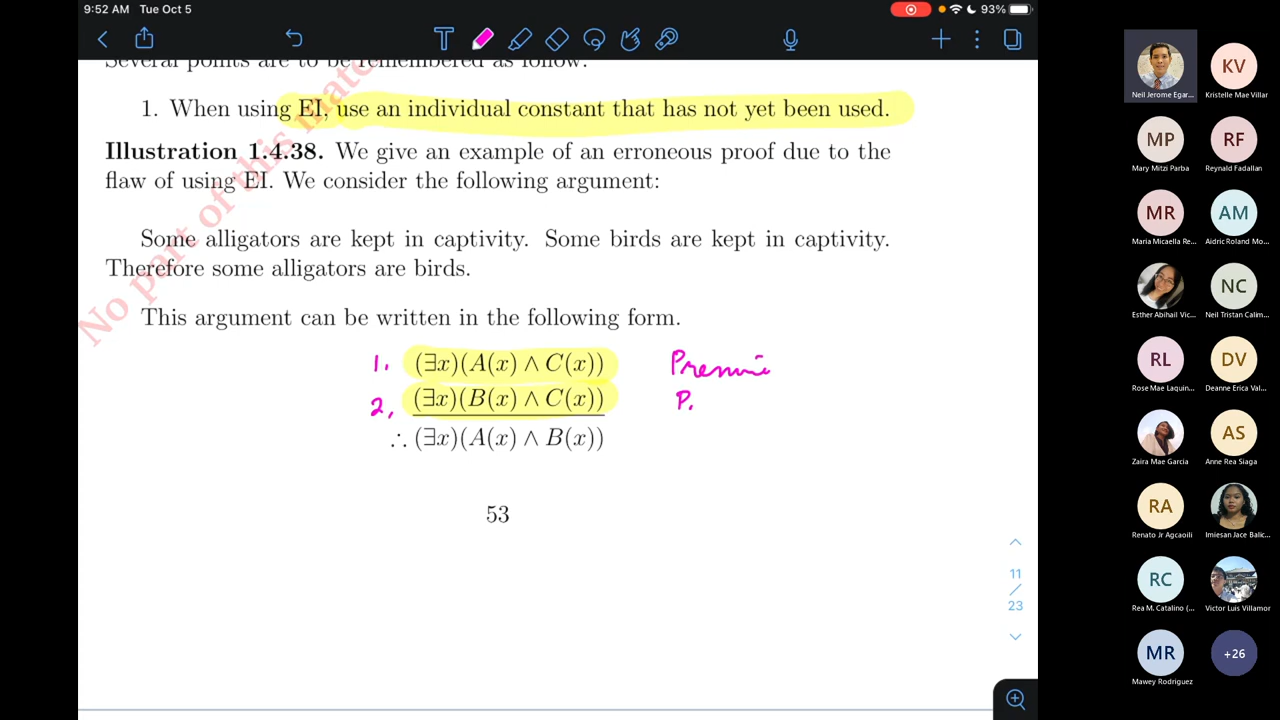 9:52 AM Tue Oct 5
93%
Several points are to be remembered as follow:
1. When using EI, use an individual constant that has not yet been used.
Illustration 1.4.38. We give an example of an erroneous proof due to the
flaw of using EI. We consider the following argument:
Some alligators are kept in captivity. Some birds are kept in captivity.
Therefore some alligators are birds.
This argument can be written in the following form.
1. (∃x)(A(x) ∧ C(x)) Premise
2. (∃x)(B(x) ∧ C(x)) P.
∴ (∃x)(A(x) ∧ B(x))
53
No part of this mate
11
/
23
Neil Jerome Egar...
KV
Kristelle Mae Villar
MP
Mary Mitzi Parba
RF
Reynald Fadallan
MR
Maria Micaella Re...
AM
Aidric Roland Mo...
Esther Abihail Vic...
NC
Neil Tristan Calim...
RL
Rose Mae Laquin...
DV
Deanne Erica Val...
Zaira Mae Garcia
AS
Anne Rea Siaga
RA
Renato Jr Agcaoili
Imiesan Jace Balic...
RC
Rea M. Catalino (...
Victor Luis Villamor
MR
Mawey Rodriguez
+26